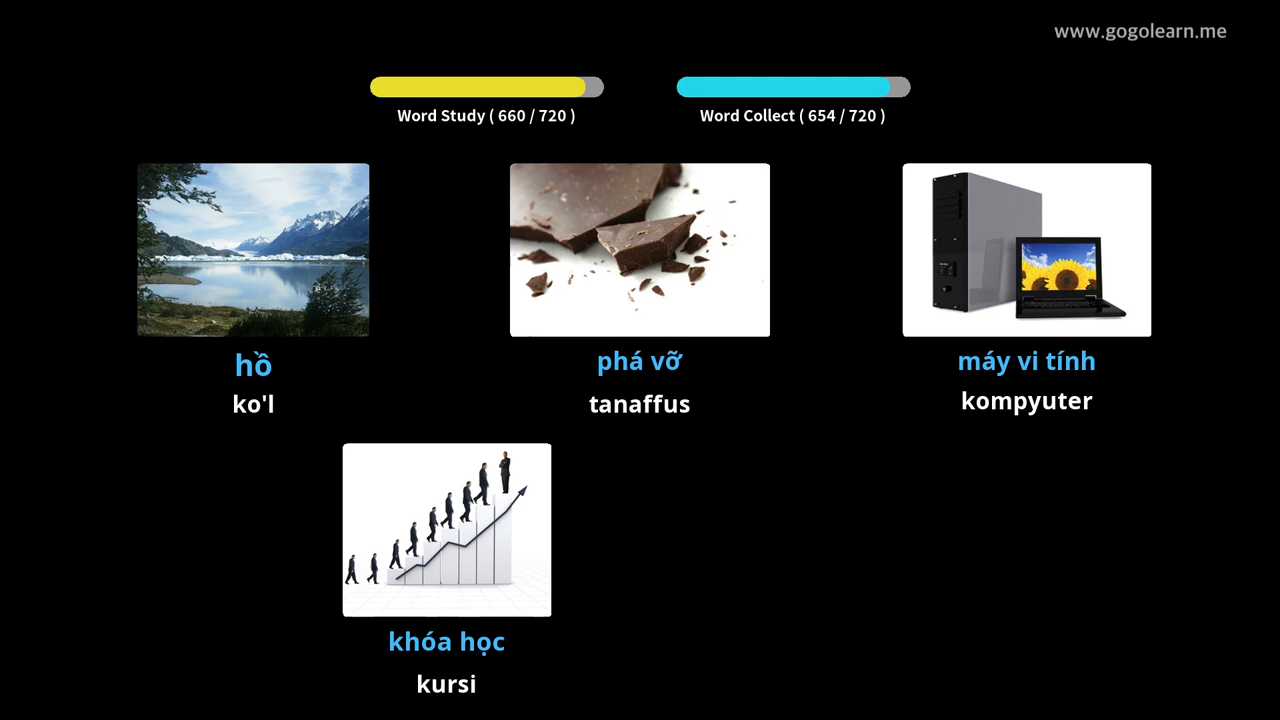 www.gogolearn.me
Word Study ( 660 / 720 )
Word Collect ( 654 / 720 )
hồ
ko'l
phá vỡ
tanaffus
máy vi tính
kompyuter
khóa học
kursi